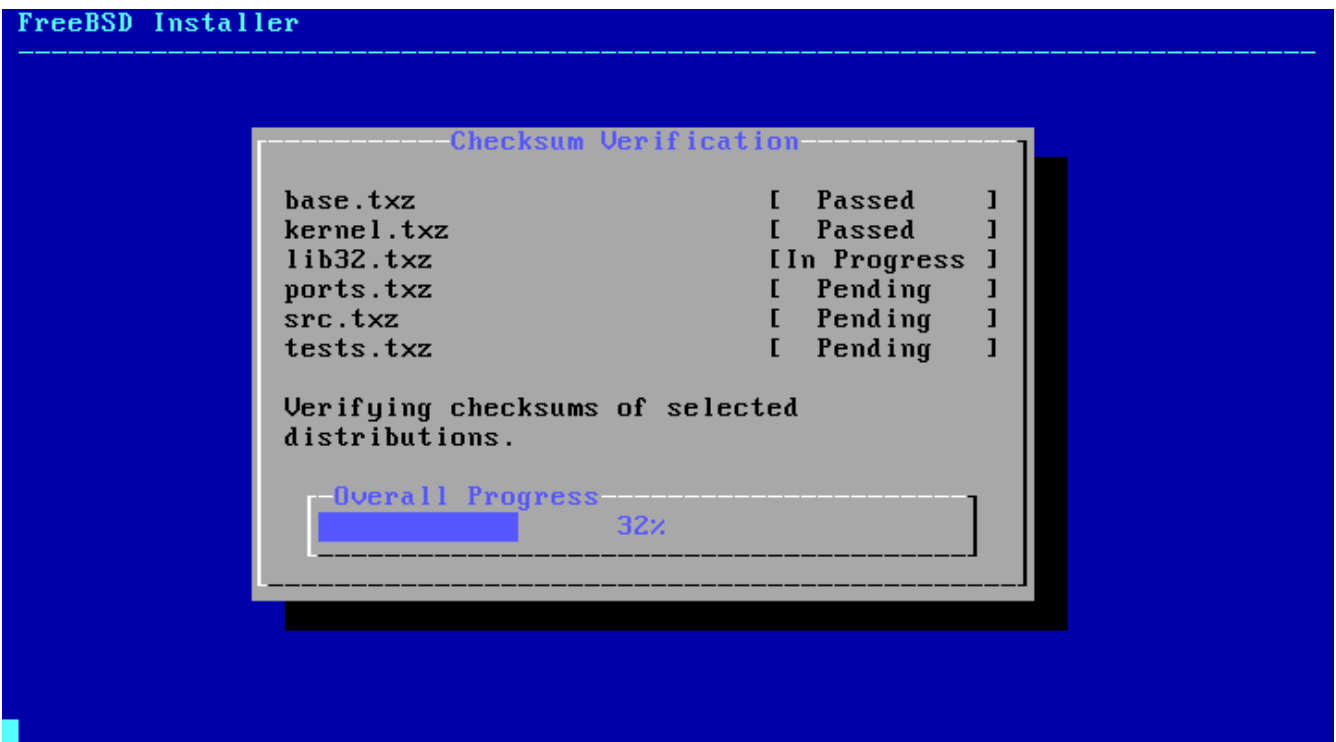 FreeBSD Installer
Checksum Verification
base.txz [ Passed ]
kernel.txz [ Passed ]
lib32.txz [In Progress ]
ports.txz [ Pending ]
src.txz [ Pending ]
tests.txz [ Pending ]
Verifying checksums of selected
distributions.
Overall Progress
32%